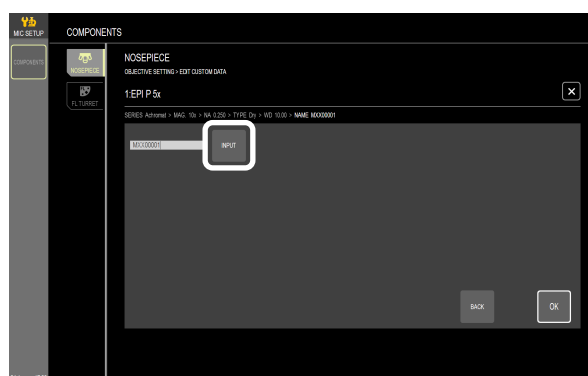 MIC SETUP
COMPONENTS
COMPONENTS
NOSEPIECE
FL TURRET
NOSEPIECE
OBJECTIVE SETTING > EDIT CUSTOM DATA
1:EPI P 5x
SERIES Achromat > MAG. 10x > NA 0.250 > TYPE Dry > WD 10.00 > NAME MXX00001
MXX00001
INPUT
BACK
OK